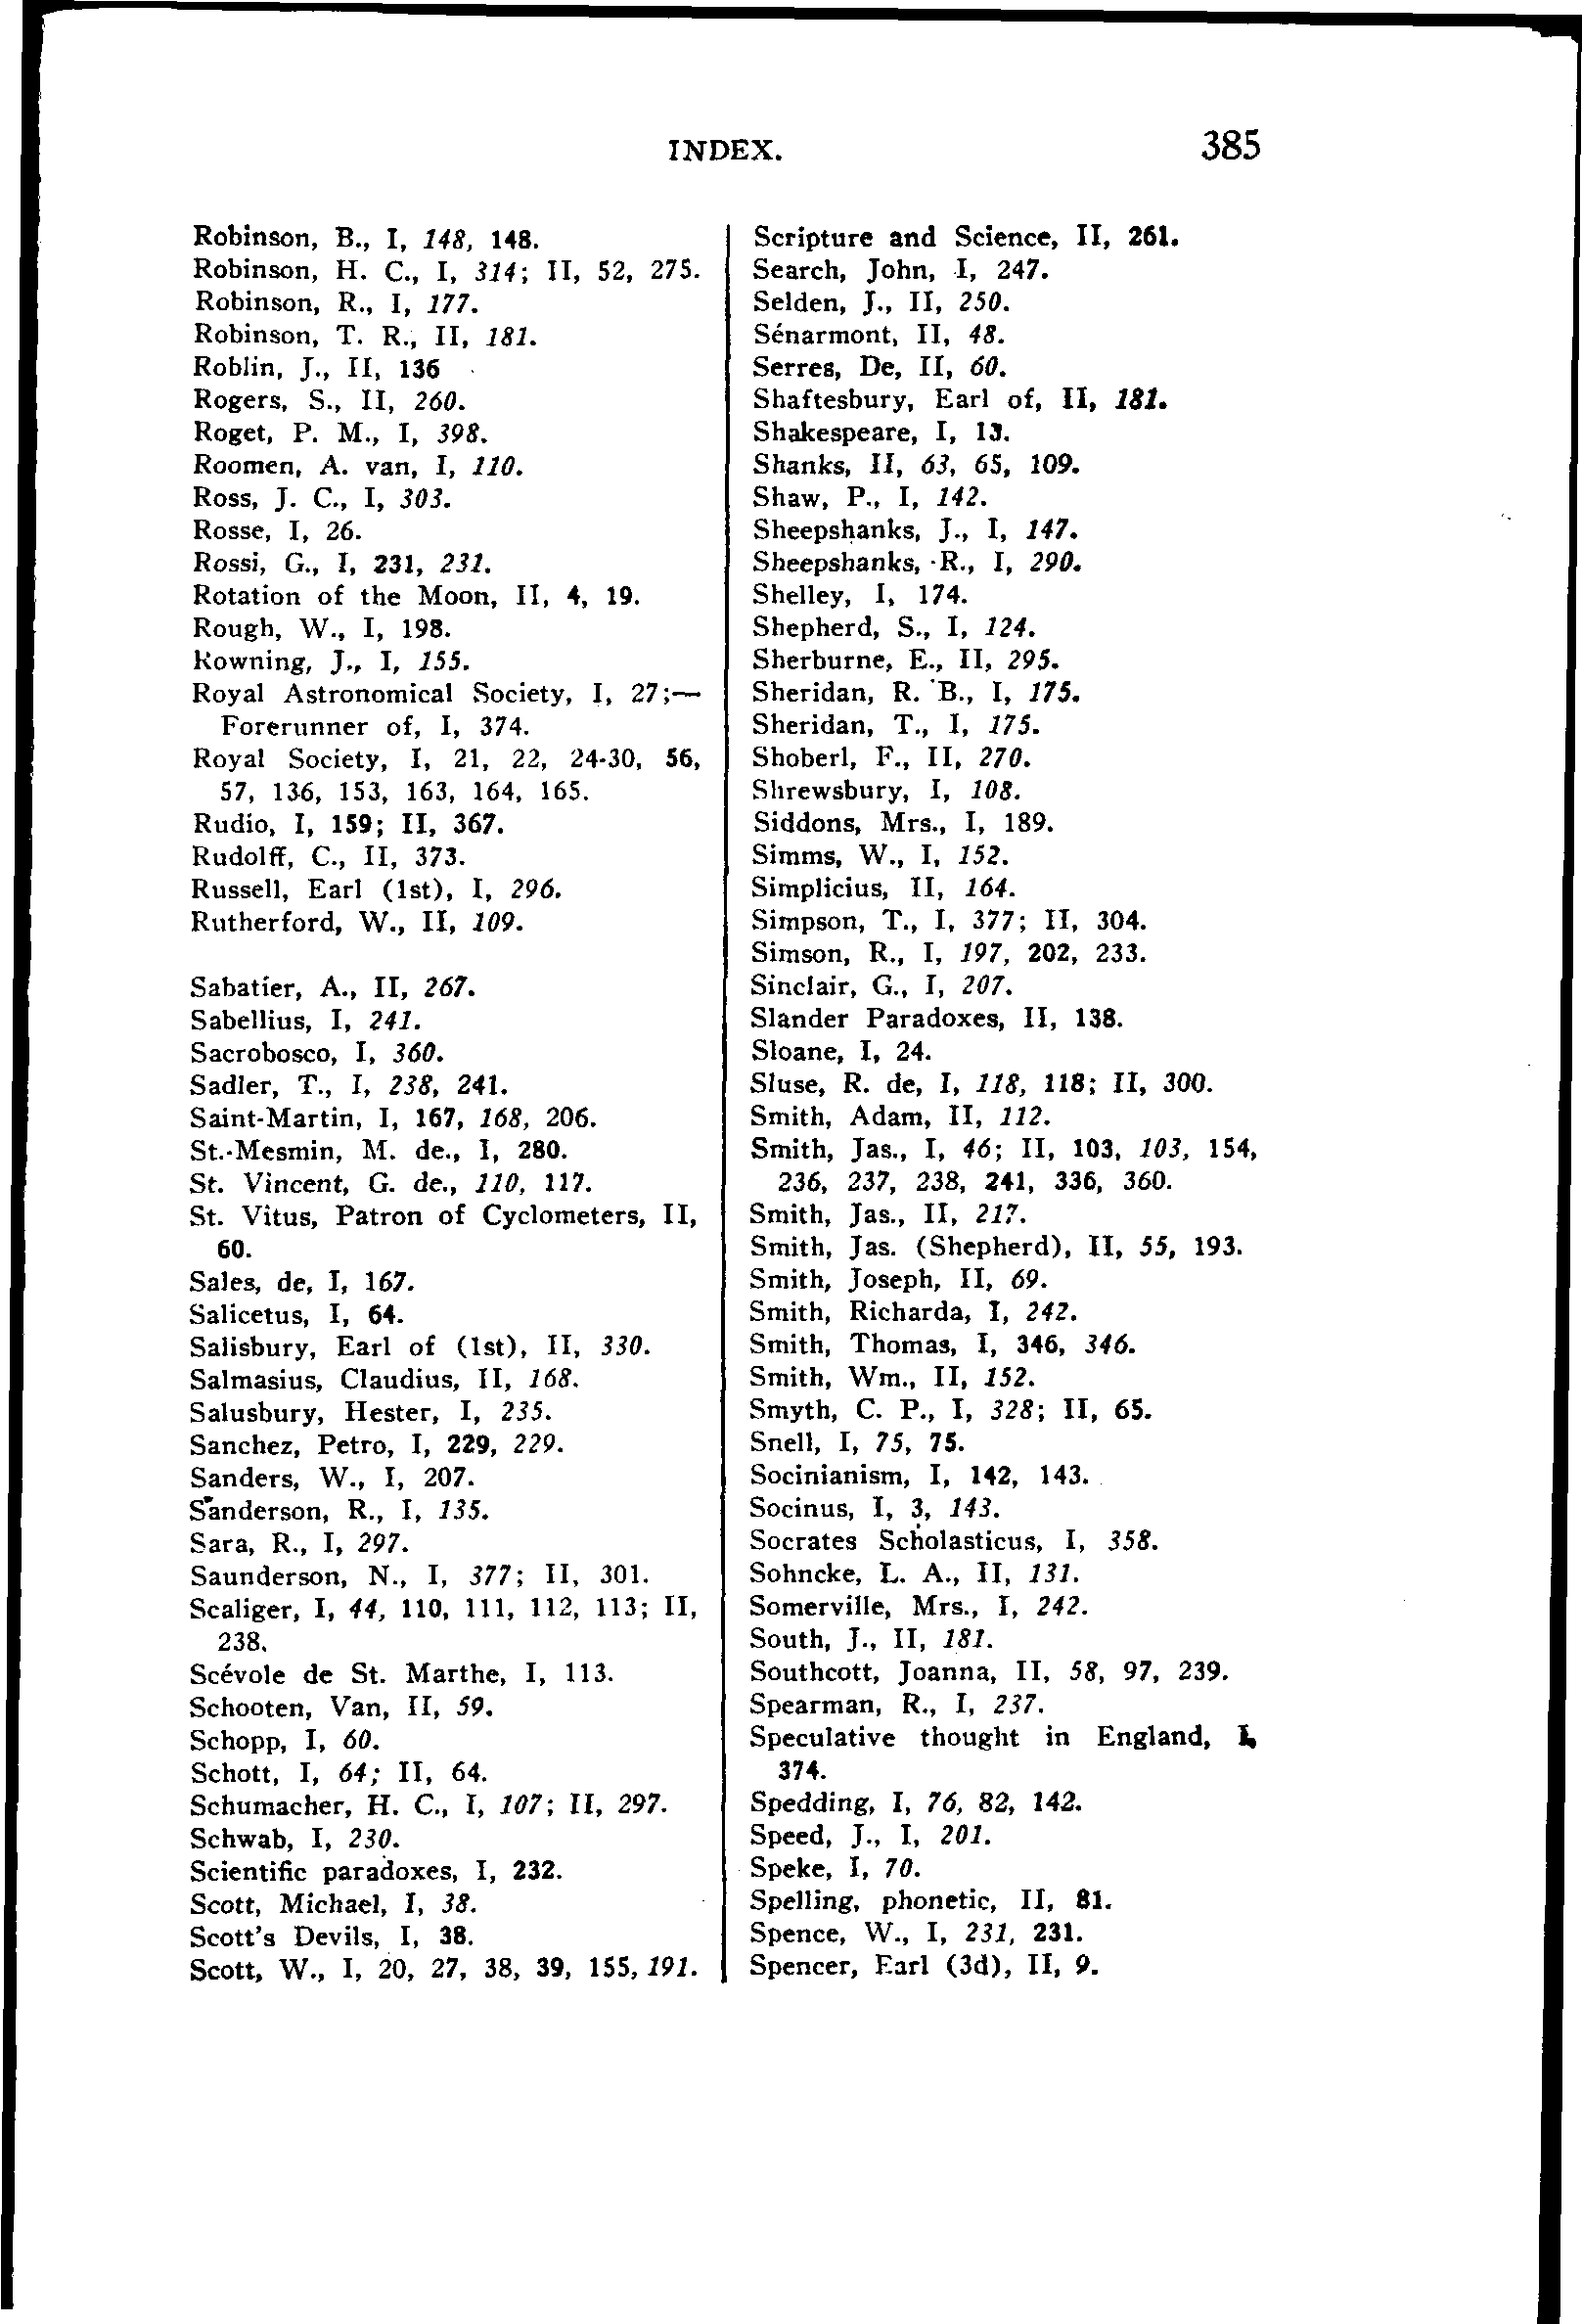 INDEX. 385
Robinson, B., I, 148, 148.
Robinson, H. C., I, 314; II, 52, 275.
Robinson, R., I, 177.
Robinson, T. R., II, 181.
Roblin, J., II, 136
Rogers, S., II, 260.
Roget, P. M., I, 398.
Roomen, A. van, I, 110.
Ross, J. C., I, 303.
Rosse, I, 26.
Rossi, G., I, 231, 231.
Rotation of the Moon, II, 4, 19.
Rough, W., I, 198.
Rowning, J., I, 155.
Royal Astronomical Society, I, 27;—
Forerunner of, I, 374.
Royal Society, I, 21, 22, 24-30, 56,
57, 136, 153, 163, 164, 165.
Rudio, I, 159; II, 367.
Rudolff, C., II, 373.
Russell, Earl (1st), I, 296.
Rutherford, W., II, 109.
Sabatier, A., II, 267.
Sabellius, I, 241.
Sacrobosco, I, 360.
Sadler, T., I, 238, 241.
Saint-Martin, I, 167, 168, 206.
St.-Mesmin, M. de., I, 280.
St. Vincent, G. de., 110, 117.
St. Vitus, Patron of Cyclometers, II,
60.
Sales, de, I, 167.
Salicetus, I, 64.
Salisbury, Earl of (1st), II, 330.
Salmasius, Claudius, II, 168.
Salusbury, Hester, I, 235.
Sanchez, Petro, I, 229, 229.
Sanders, W., I, 207.
Sanderson, R., I, 135.
Sara, R., I, 297.
Saunderson, N., I, 377; II, 301.
Scaliger, I, 44, 110, 111, 112, 113; II,
238.
Scévole de St. Marthe, I, 113.
Schooten, Van, II, 59.
Schopp, I, 60.
Schott, I, 64; II, 64.
Schumacher, H. C., I, 107; II, 297.
Schwab, I, 230.
Scientific paradoxes, I, 232.
Scott, Michael, I, 38.
Scott's Devils, I, 38.
Scott, W., I, 20, 27, 38, 39, 155, 191.
Scripture and Science, II, 261.
Search, John, I, 247.
Selden, J., II, 250.
Sénarmont, II, 48.
Serres, De, II, 60.
Shaftesbury, Earl of, II, 181.
Shakespeare, I, 13.
Shanks, II, 63, 65, 109.
Shaw, P., I, 142.
Sheepshanks, J., I, 147.
Sheepshanks, R., I, 290.
Shelley, I, 174.
Shepherd, S., I, 124.
Sherburne, E., II, 295.
Sheridan, R. B., I, 175.
Sheridan, T., I, 175.
Shoberl, F., II, 270.
Shrewsbury, I, 108.
Siddons, Mrs., I, 189.
Simms, W., I, 152.
Simplicius, II, 164.
Simpson, T., I, 377; II, 304.
Simson, R., I, 197, 202, 233.
Sinclair, G., I, 207.
Slander Paradoxes, II, 138.
Sloane, I, 24.
Sluse, R. de, I, 118, 118; II, 300.
Smith, Adam, II, 112.
Smith, Jas., I, 46; II, 103, 103, 154,
236, 237, 238, 241, 336, 360.
Smith, Jas., II, 217.
Smith, Jas. (Shepherd), II, 55, 193.
Smith, Joseph, II, 69.
Smith, Richarda, I, 242.
Smith, Thomas, I, 346, 346.
Smith, Wm., II, 152.
Smyth, C. P., I, 328; II, 65.
Snell, I, 75, 75.
Socinianism, I, 142, 143.
Socinus, I, 3, 143.
Socrates Scholasticus, I, 358.
Sohncke, L. A., II, 131.
Somerville, Mrs., I, 242.
South, J., II, 181.
Southcott, Joanna, II, 58, 97, 239.
Spearman, R., I, 237.
Speculative thought in England, I,
374.
Spedding, I, 76, 82, 142.
Speed, J., I, 201.
Speke, I, 70.
Spelling, phonetic, II, 81.
Spence, W., I, 231, 231.
Spencer, Earl (3d), II, 9.